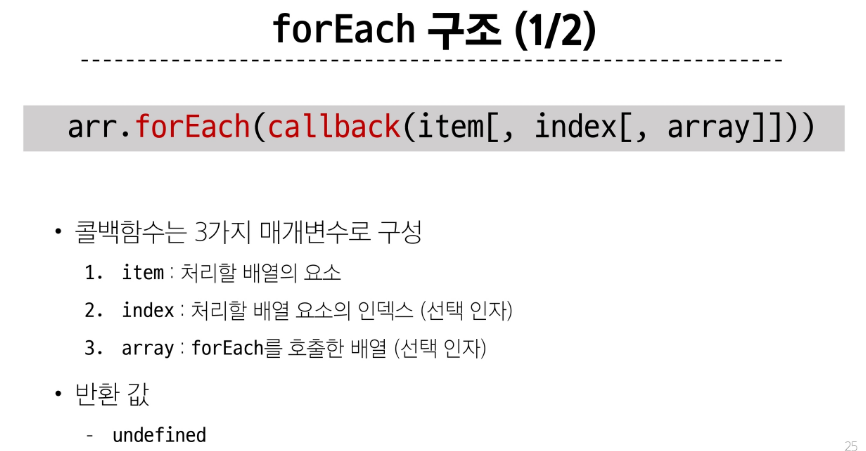 forEach 구조 (1/2)
arr.forEach(callback(item[, index[, array]]))
• 콜백함수는 3가지 매개변수로 구성
1. item : 처리할 배열의 요소
2. index : 처리할 배열 요소의 인덱스 (선택 인자)
3. array : forEach를 호출한 배열 (선택 인자)
• 반환 값
- undefined
25